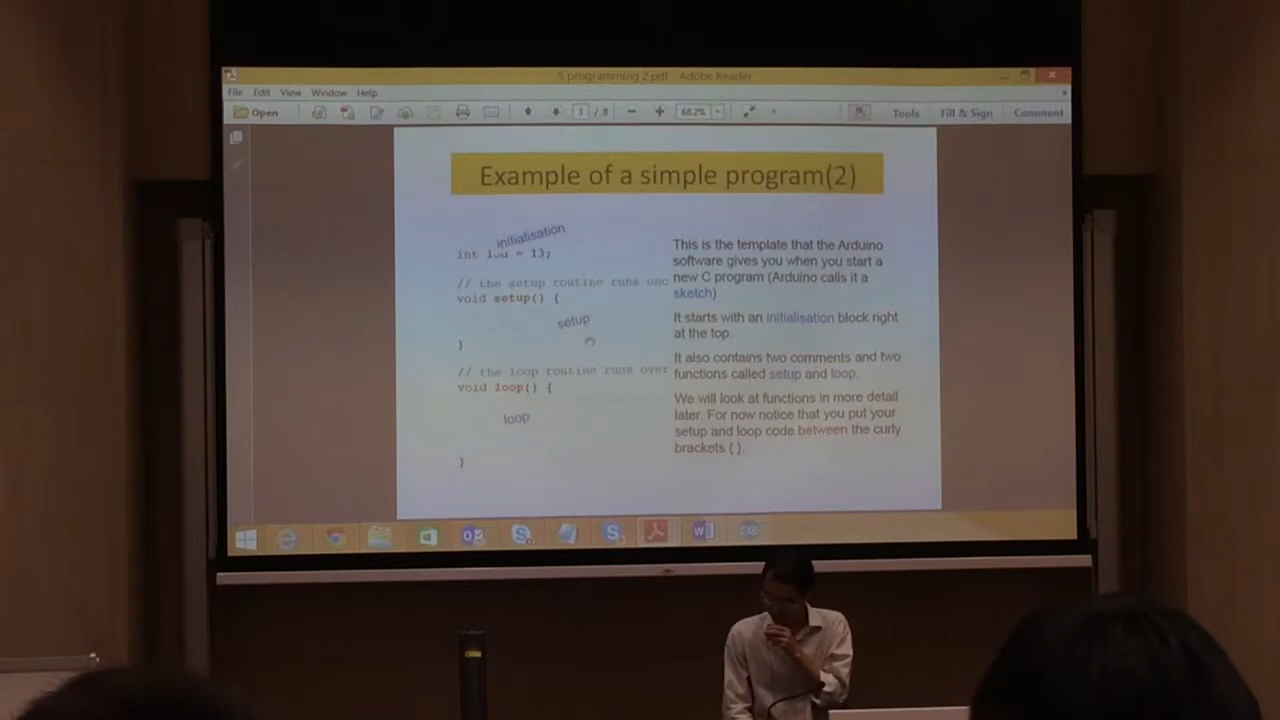 5 programming 2.pdf - Adobe Reader
File Edit View Window Help
Open 3 / 8 68.2% Tools Fill & Sign Comment
Example of a simple program(2)
initialisation
int = 13;
// the setup routine runs onc
void setup() {
setup
}
// the loop routine runs over
void loop() {
loop
}
This is the template that the Arduino
software gives you when you start a
new C program (Arduino calls it a
sketch)
It starts with an initialisation block right
at the top.
It also contains two comments and two
functions called setup and loop.
We will look at functions in more detail
later. For now notice that you put your
setup and loop code between the curly
brackets { }.